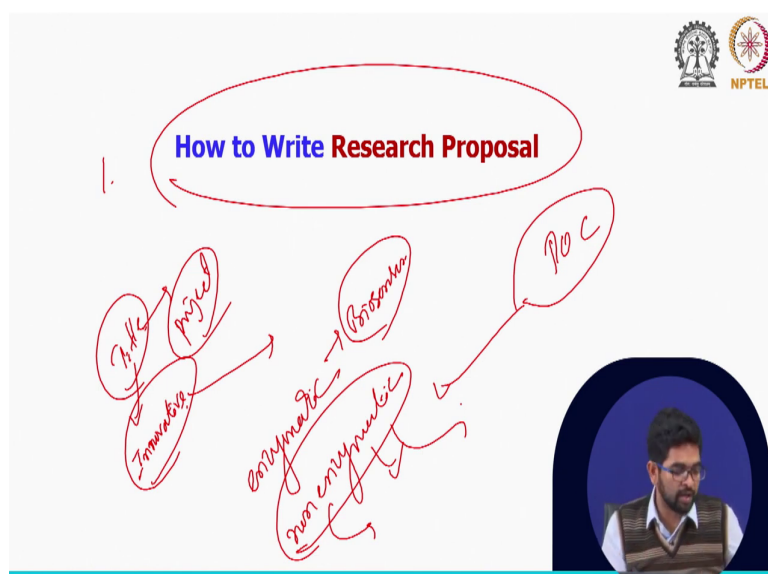 NPTEL
How to Write Research Proposal
1.
Title
project
Innovative
enzymatic
Biosensor
non enzymatic
POC